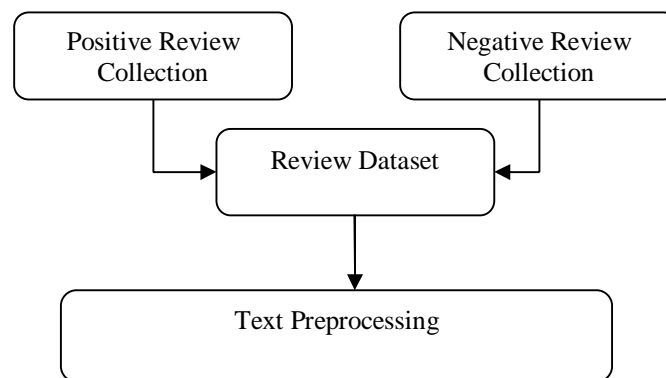 Positive Review
Collection
Negative Review
Collection
Review Dataset
Text Preprocessing